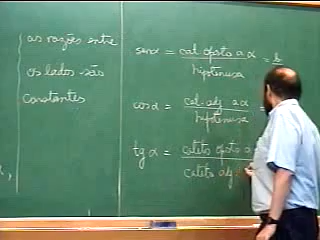 as razões entre
os lados são
constantes
sen α = cat. oposto a α / hipotenusa = b
cos α = cat. adj a α / hipotenusa =
tg α = cateto oposto a / cateto adj